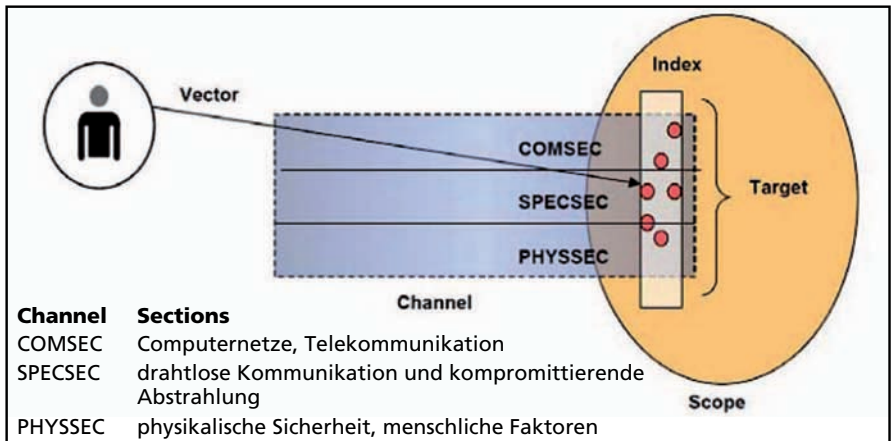 Index
Vector
COMSEC
Target
SPECSEC
PHYSSEC
Channel
Channel Sections
COMSEC Computernetze, Telekommunikation
SPECSEC drahtlose Kommunikation und kompromittierende
Abstrahlung
Scope
PHYSSEC physikalische Sicherheit, menschliche Faktoren